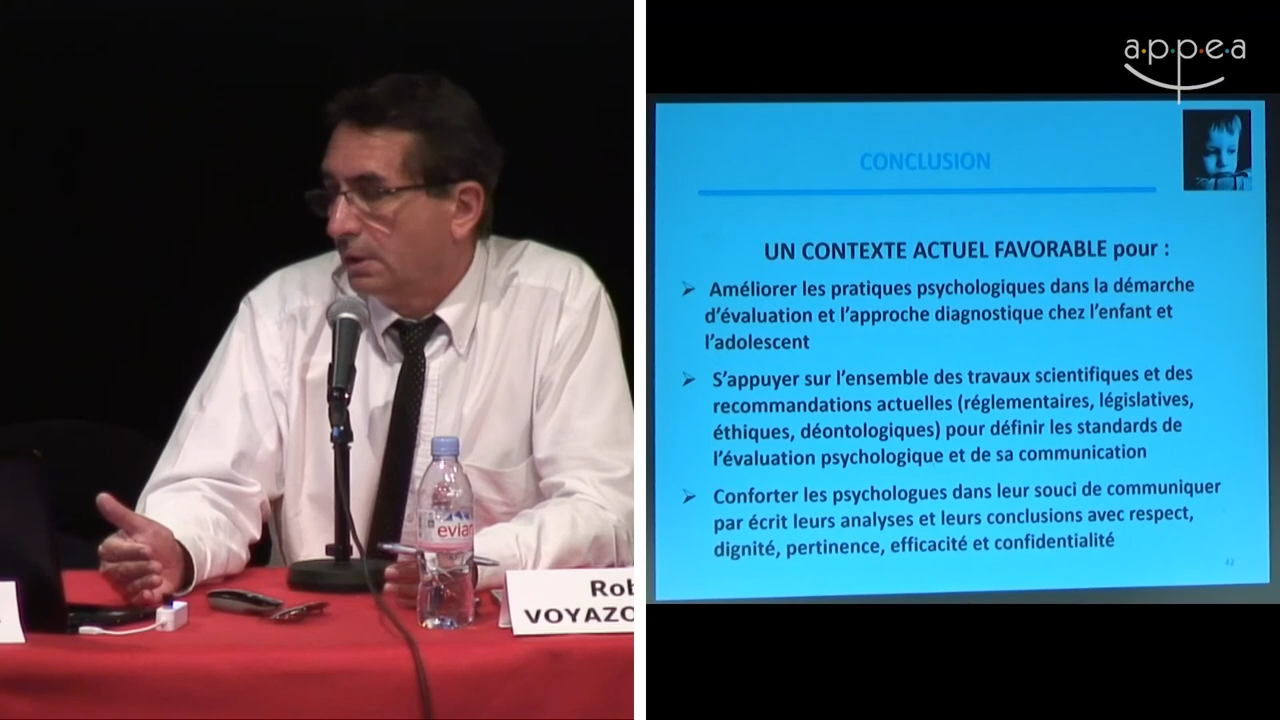 evian
Rob
VOYAZO
a.p.p.e.a
CONCLUSION
UN CONTEXTE ACTUEL FAVORABLE pour :
➢ Améliorer les pratiques psychologiques dans la démarche
d'évaluation et l'approche diagnostique chez l'enfant et
l'adolescent
➢ S'appuyer sur l'ensemble des travaux scientifiques et des
recommandations actuelles (réglementaires, législatives,
éthiques, déontologiques) pour définir les standards de
l'évaluation psychologique et de sa communication
➢ Conforter les psychologues dans leur souci de communiquer
par écrit leurs analyses et leurs conclusions avec respect,
dignité, pertinence, efficacité et confidentialité
42